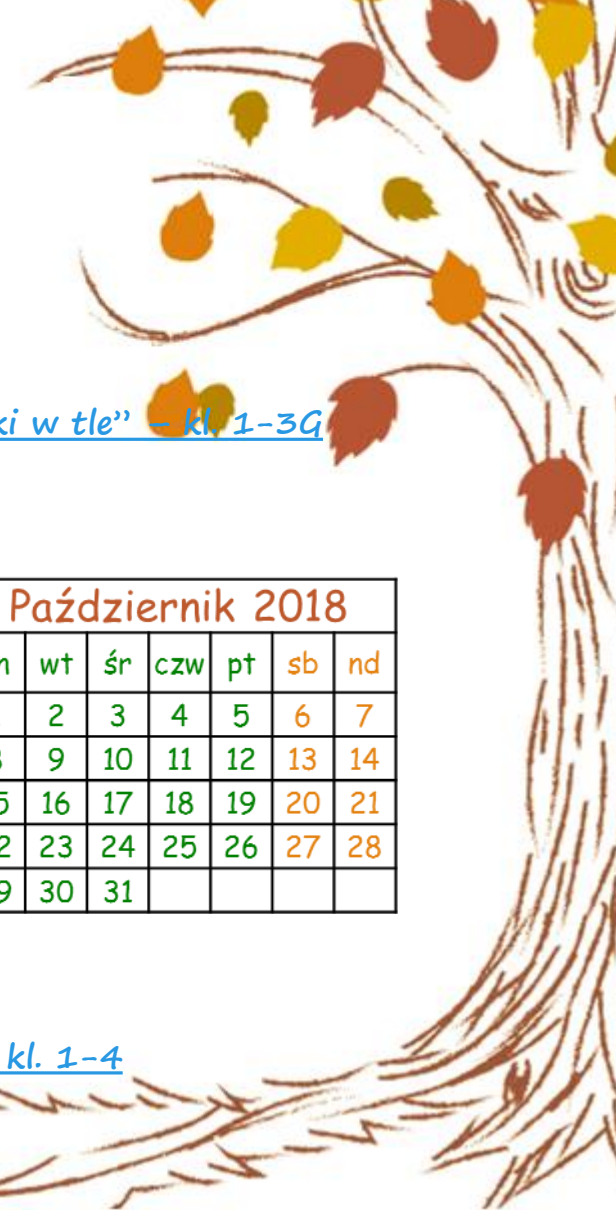 w tle” – kl. 1-3G
Październik 2018
wt śr czw pt sb nd
2 3 4 5 6 7
9 10 11 12 13 14
16 17 18 19 20 21
23 24 25 26 27 28
30 31
kl. 1-4